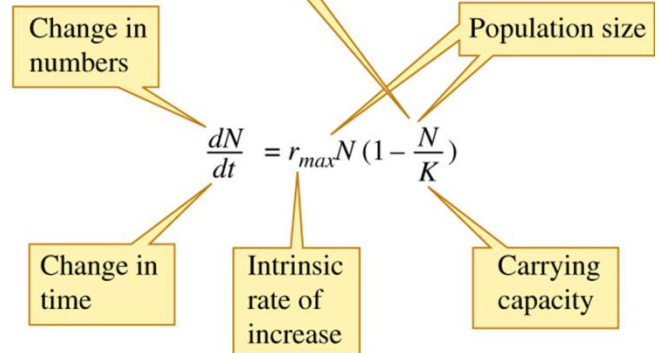 Change in
numbers
Population size
dN
dt
= r_max N (1 – N/K)
Change in
time
Intrinsic
rate of
increase
Carrying
capacity